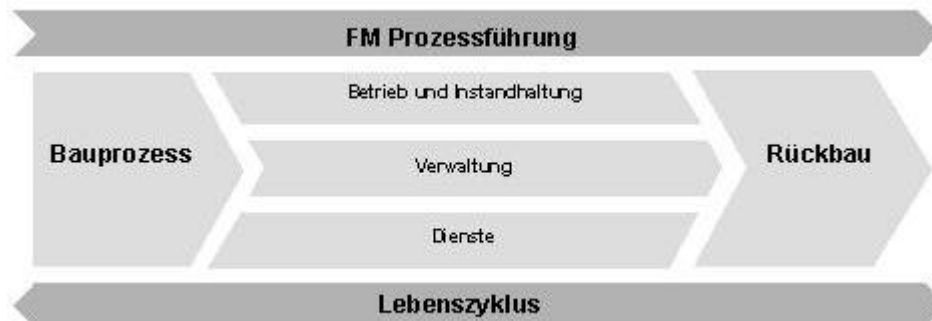 FM Prozessführung
Betrieb und Instandhaltung
Bauprozess
Verwaltung
Rückbau
Dienste
Lebenszyklus